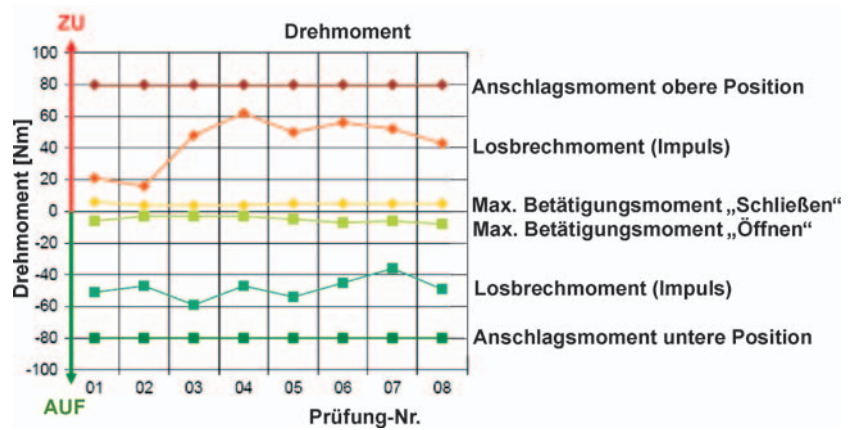 ZU
Drehmoment
Drehmoment [Nm]
100
80
60
40
20
0
-20
-40
-60
-80
-100
Anschlagsmoment obere Position
Losbrechmoment (Impuls)
Max. Betätigungsmoment „Schließen“
Max. Betätigungsmoment „Öffnen“
Losbrechmoment (Impuls)
Anschlagsmoment untere Position
01 02 03 04 05 06 07 08
AUF
Prüfung-Nr.